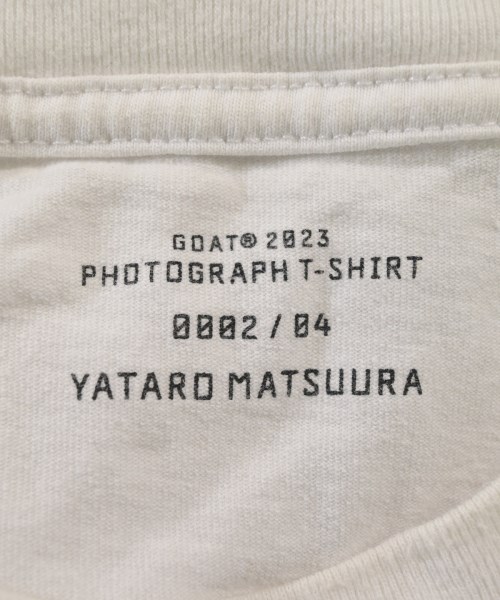 GOAT® 2023
PHOTOGRAPH T-SHIRT
0002 / 04
YATARO MATSUURA